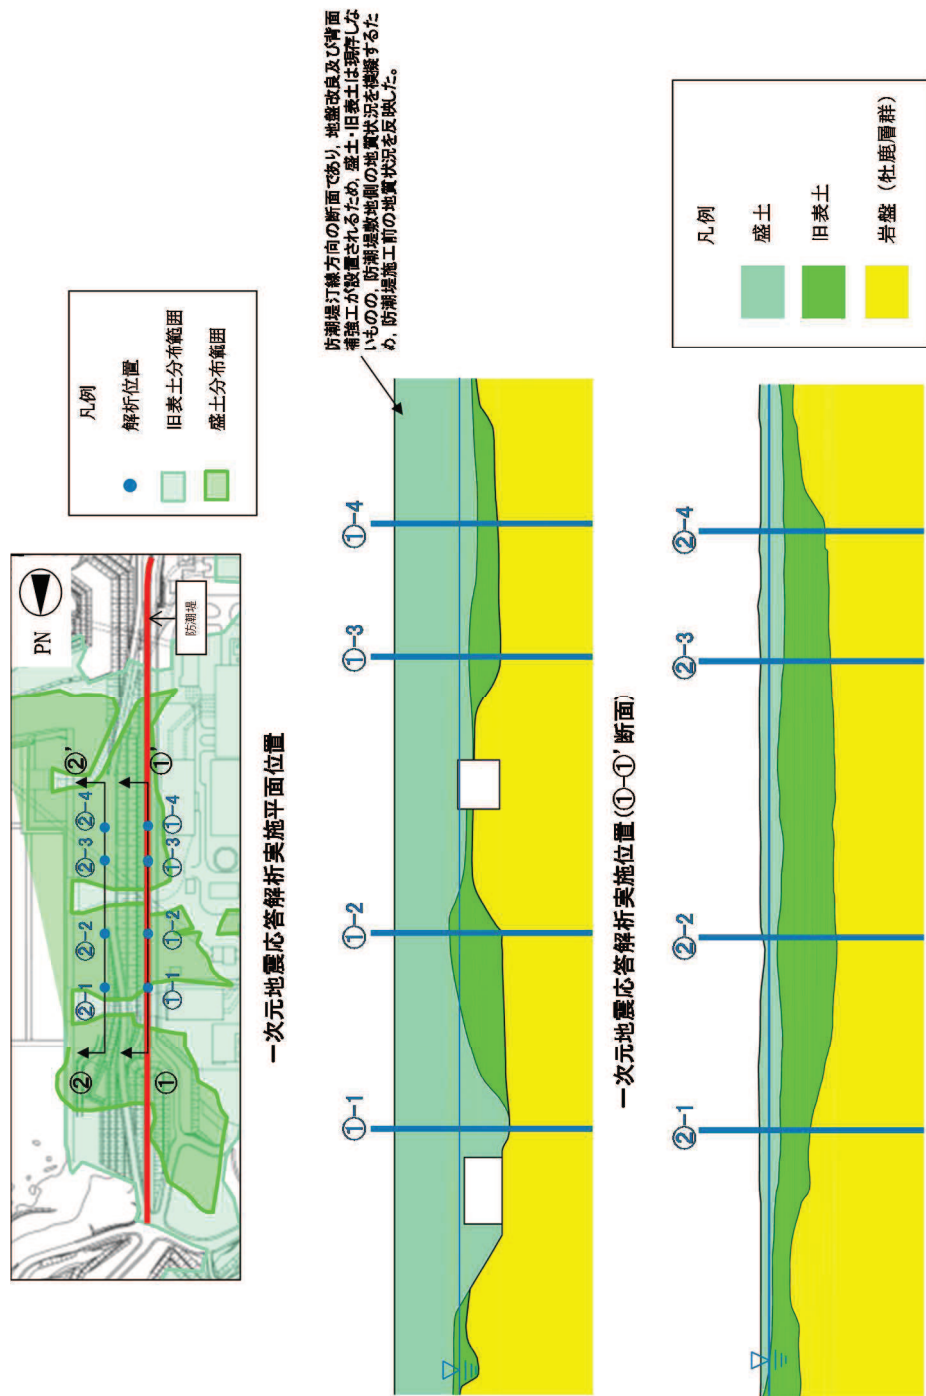 PN
防潮堤
②
②'
①
①'
②-1
②-2
②-3
②-4
①-1
①-2
①-3
①-4
凡例
解析位置
旧表土分布範囲
盛土分布範囲
一次元地震応答解析実施平面位置
防潮堤汀線方向の断面であり,地盤改良及び背面
補強工が設置されるため,盛土・旧表土は現存しな
いものの,防潮堤敷地側の地質状況を模擬するた
め,防潮堤施工前の地質状況を反映した。
①-1
①-2
①-3
①-4
一次元地震応答解析実施位置(①-①'断面)
②-1
②-2
②-3
②-4
凡例
盛土
旧表土
岩盤（牡鹿層群）